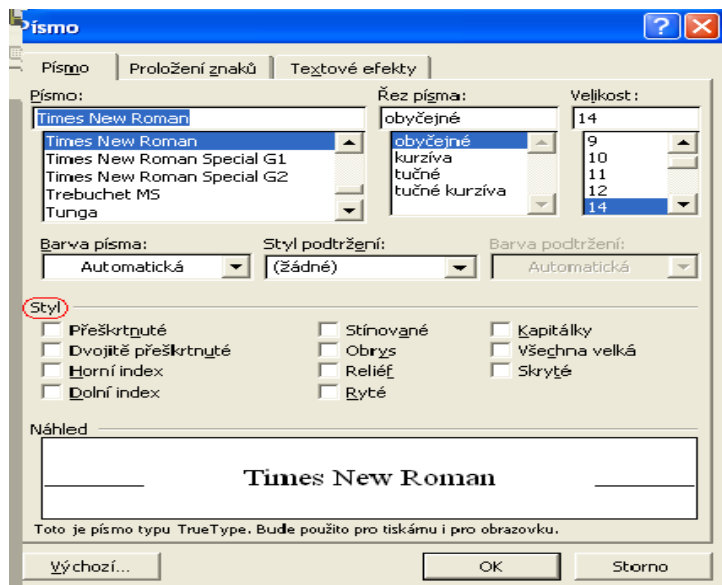 Písmo
Písmo Proložení znaků Textové efekty
Písmo: Řez písma: Velikost:
Times New Roman obyčejné 14
Times New Roman obyčejné 9
Times New Roman Special G1 kurzíva 10
Times New Roman Special G2 tučné 11
Trebuchet MS tučné kurzíva 12
Tunga 14
Barva písma: Styl podtržení: Barva podtržení:
Automatická (žádné) Automatická
Styl
Přeškrtnuté Stínované Kapitálky
Dvojitě přeškrtnuté Obrys Všechna velká
Horní index Reliéf Skryté
Dolní index Ryté
Náhled
Times New Roman
Toto je písmo typu TrueType. Bude použito pro tiskárnu i pro obrazovku.
Výchozí... OK Storno